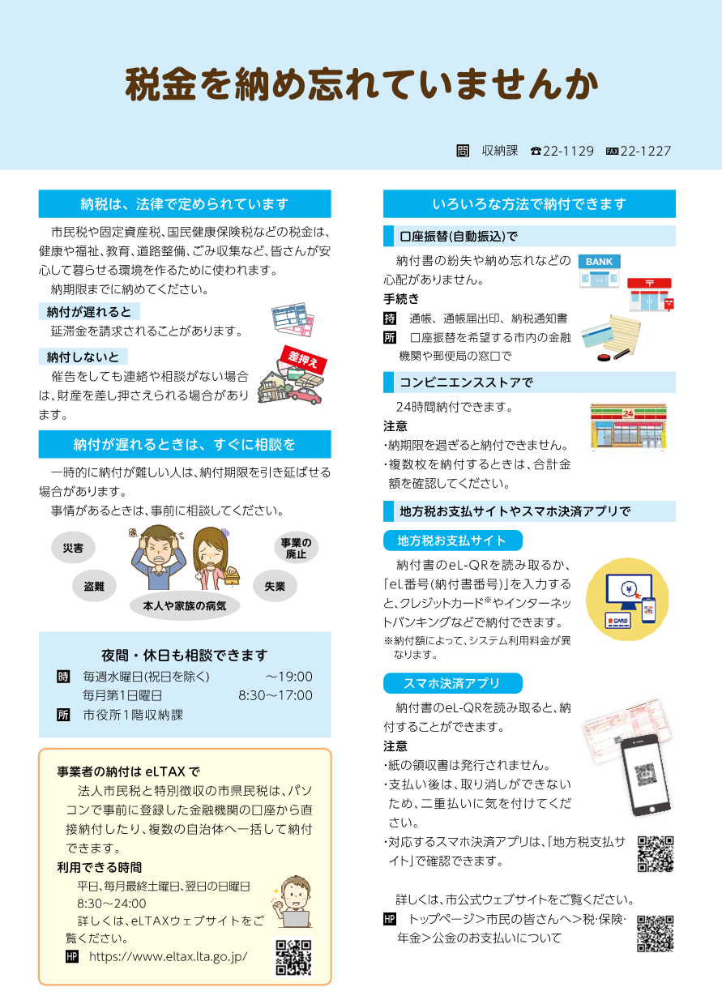 税金を納め忘れていませんか
問 収納課 ☎22-1129 FAX22-1227
納税は、法律で定められています
市民税や固定資産税、国民健康保険税などの税金は、
健康や福祉、教育、道路整備、ごみ収集など、皆さんが安
心して暮らせる環境を作るために使われます。
納期限までに納めてください。
納付が遅れると
延滞金を請求されることがあります。
納付しないと
催告をしても連絡や相談がない場合
は、財産を差し押さえられる場合があり
ます。
差押え
納付が遅れるときは、すぐに相談を
一時的に納付が難しい人は、納付期限を引き延ばせる
場合があります。
事情があるときは、事前に相談してください。
災害
盗難
本人や家族の病気
失業
事業の
廃止
夜間・休日も相談できます
時 毎週水曜日(祝日を除く) ～19:00
毎月第1日曜日 8:30～17:00
所 市役所1階収納課
事業者の納付は eLTAX で
法人市民税と特別徴収の市県民税は、パソ
コンで事前に登録した金融機関の口座から直
接納付したり、複数の自治体へ一括して納付
できます。
利用できる時間
平日、毎月最終土曜日、翌日の日曜日
8:30～24:00
詳しくは、eLTAXウェブサイトをご
覧ください。
HP https://www.eltax.lta.go.jp/
いろいろな方法で納付できます
口座振替(自動振込)で
納付書の紛失や納め忘れなどの
心配がありません。
手続き
持 通帳、通帳届出印、納税通知書
所 口座振替を希望する市内の金融
機関や郵便局の窓口で
BANK
〒
コンビニエンスストアで
24時間納付できます。
注意
・納期限を過ぎると納付できません。
・複数枚を納付するときは、合計金
額を確認してください。
24
地方税お支払サイトやスマホ決済アプリで
地方税お支払サイト
納付書のeL-QRを読み取るか、
「eL番号(納付書番号)」を入力する
と、クレジットカード※やインターネッ
トバンキングなどで納付できます。
※納付額によって、システム利用料金が異
なります。
¥
CARD
スマホ決済アプリ
納付書のeL-QRを読み取ると、納
付することができます。
注意
・紙の領収書は発行されません。
・支払い後は、取り消しができない
ため、二重払いに気を付けてくだ
さい。
・対応するスマホ決済アプリは、「地方税支払サ
イト」で確認できます。
詳しくは、市公式ウェブサイトをご覧ください。
HP トップページ>市民の皆さんへ>税・保険・
年金>公金のお支払いについて